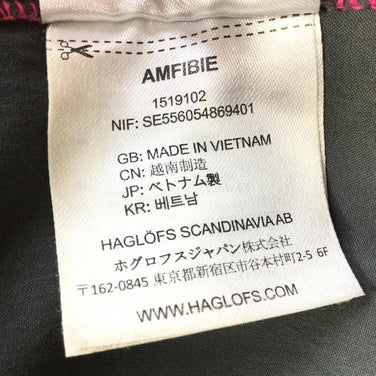 AMFIBIE
1519102
NIF: SE556054869401
GB: MADE IN VIETNAM
CN: 越南制造
JP: ベトナム製
KR: 베트남
HAGLÖFS SCANDINAVIA AB
ホグロフスジャパン株式会社
〒162-0845 東京都新宿区市谷本村町2-5 6F
WWW.HAGLOFS.COM